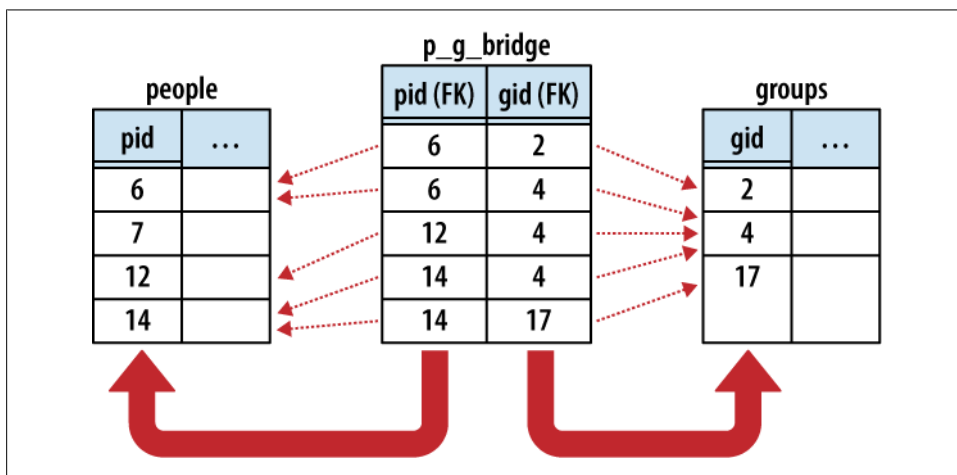 p_g_bridge
people
groups
pid ...
pid (FK) gid (FK)
gid ...
6
7
12
14
6 2
6 4
12 4
14 4
14 17
2
4
17